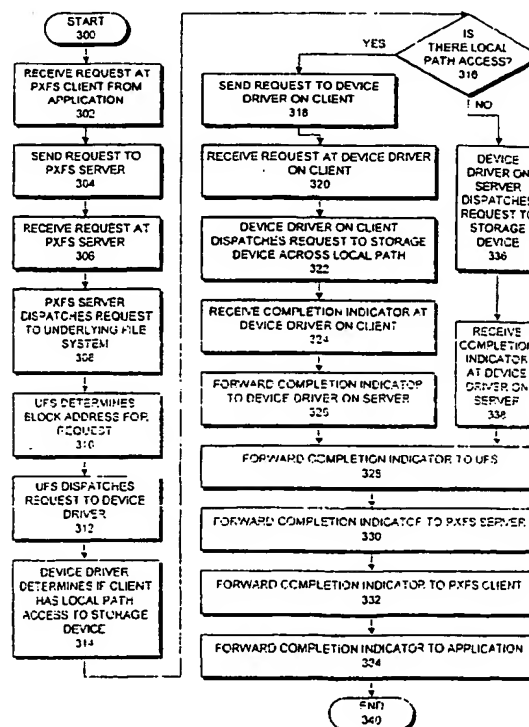 START
300
RECEIVE REQUEST AT
PXFS CLIENT FROM
APPLICATION
302
SEND REQUEST TO
PXFS SERVER
304
RECEIVE REQUEST AT
PXFS SERVER
306
PXFS SERVER
DISPATCHES REQUEST
TO UNDERLYING FILE
SYSTEM
308
UFS DETERMINES
BLOCK ADDRESS FOR
REQUEST
310
UFS DISPATCHES
REQUEST TO DEVICE
DRIVER
312
DEVICE DRIVER
DETERMINES IF CLIENT
HAS LOCAL PATH
ACCESS TO STORAGE
DEVICE
314
IS
THERE LOCAL
PATH ACCESS?
316
YES
NO
SEND REQUEST TO DEVICE
DRIVER ON CLIENT
318
RECEIVE REQUEST AT DEVICE DRIVER
ON CLIENT
320
DEVICE DRIVER ON CLIENT
DISPATCHES REQUEST TO STORAGE
DEVICE ACROSS LOCAL PATH
322
RECEIVE COMPLETION INDICATOR AT
DEVICE DRIVER ON CLIENT
324
FORWARD COMPLETION INDICATOR
TO DEVICE DRIVER ON SERVER
326
DEVICE
DRIVER ON
SERVER
DISPATCHES
REQUEST TO
STORAGE
DEVICE
336
RECEIVE
COMPLETION
INDICATOR
AT DEVICE
DRIVER ON
SERVER
338
FORWARD COMPLETION INDICATOR TO UFS
328
FORWARD COMPLETION INDICATOR TO PXFS SERVER
330
FORWARD COMPLETION INDICATOR TO PXFS CLIENT
332
FORWARD COMPLETION INDICATOR TO APPLICATION
334
END
340